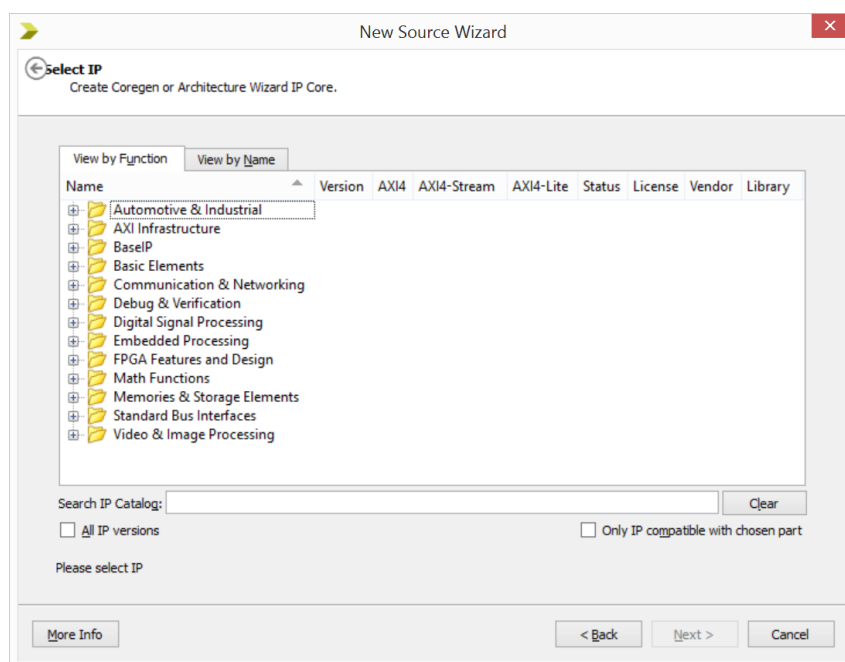 New Source Wizard
Select IP
Create Coregen or Architecture Wizard IP Core.
View by Function View by Name
Name Version AXI4 AXI4-Stream AXI4-Lite Status License Vendor Library
Automotive & Industrial
AXI Infrastructure
BaseIP
Basic Elements
Communication & Networking
Debug & Verification
Digital Signal Processing
Embedded Processing
FPGA Features and Design
Math Functions
Memories & Storage Elements
Standard Bus Interfaces
Video & Image Processing
Search IP Catalog: Clear
All IP versions Only IP compatible with chosen part
Please select IP
More Info < Back Next > Cancel